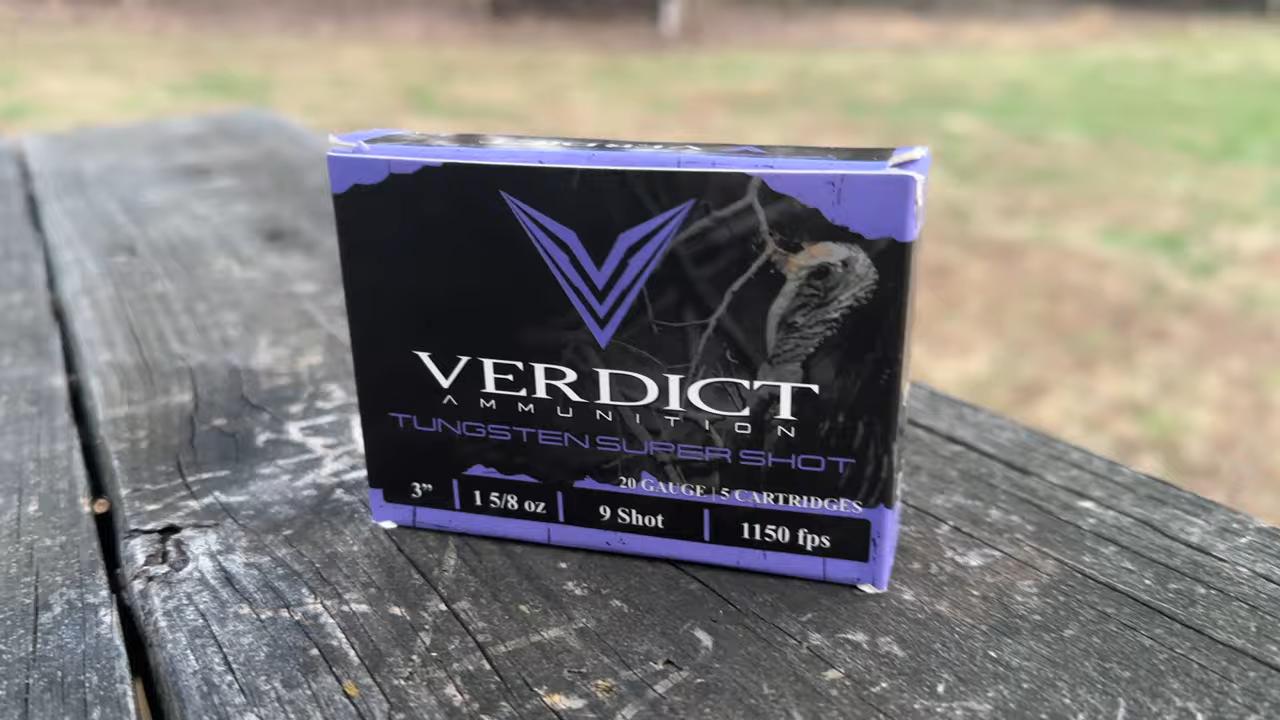 VERDICT
AMMUNITION
TUNGSTEN SUPER SHOT
20 GAUGE | 5 CARTRIDGES
3” 1 5/8 oz 9 Shot 1150 fps